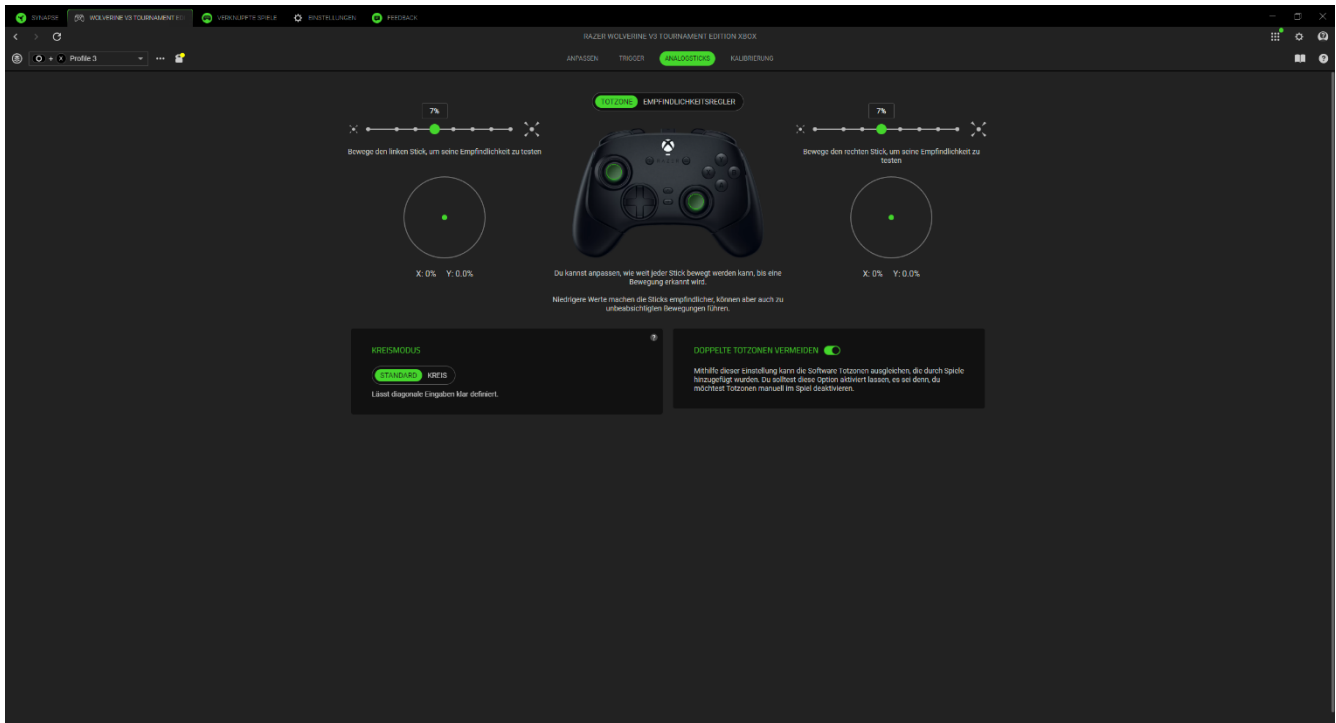 SYNAPSE
WOLVERINE V3 TOURNAMENT EDI
VERKNÜPFTE SPIELE
EINSTELLUNGEN
FEEDBACK
RAZER WOLVERINE V3 TOURNAMENT EDITION XBOX
O + X Profile 3
ANPASSEN
TRIGGER
ANALOGSTICKS
KALIBRIERUNG
TOTZONE
EMPFINDLICHKEITSREGLER
7%
Bewege den linken Stick, um seine Empfindlichkeit zu testen
X: 0% Y: 0.0%
7%
Bewege den rechten Stick, um seine Empfindlichkeit zu
testen
X: 0% Y: 0.0%
Du kannst anpassen, wie weit jeder Stick bewegt werden kann, bis eine
Bewegung erkannt wird.
Niedrigere Werte machen die Sticks empfindlicher, können aber auch zu
unbeabsichtigten Bewegungen führen.
KREISMODUS
STANDARD
KREIS
Lässt diagonale Eingaben klar definiert.
DOPPELTE TOTZONEN VERMEIDEN
Mithilfe dieser Einstellung kann die Software Totzonen ausgleichen, die durch Spiele
hinzugefügt wurden. Du solltest diese Option aktiviert lassen, es sei denn, du
möchtest Totzonen manuell im Spiel deaktivieren.